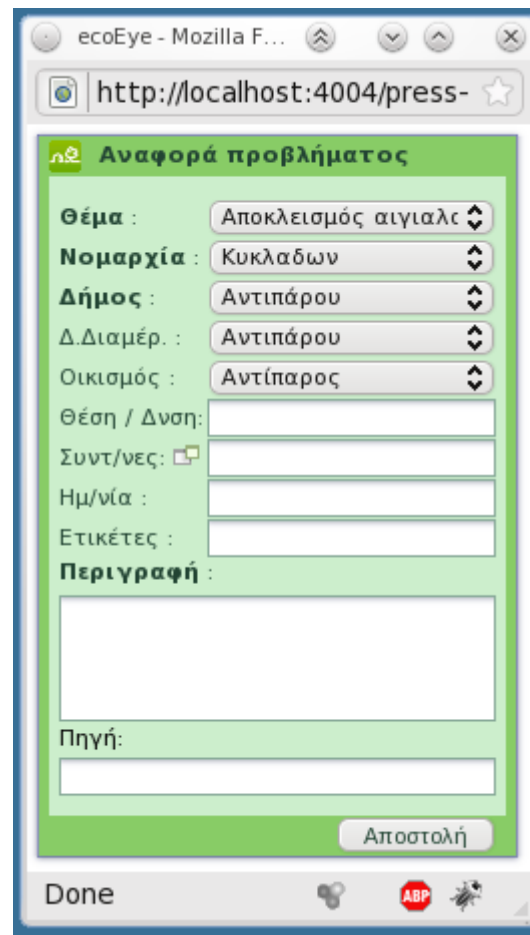 ecoEye - Mozilla F...
http://localhost:4004/press-
Αναφορά προβλήματος
Θέμα : Αποκλεισμός αιγιαλο
Νομαρχία : Κυκλαδων
Δήμος : Αντιπάρου
Δ.Διαμέρ. : Αντιπάρου
Οικισμός : Αντίπαρος
Θέση / Δνση:
Συντ/νες:
Ημ/νία :
Ετικέτες :
Περιγραφή :
Πηγή:
Αποστολή
Done
ABP